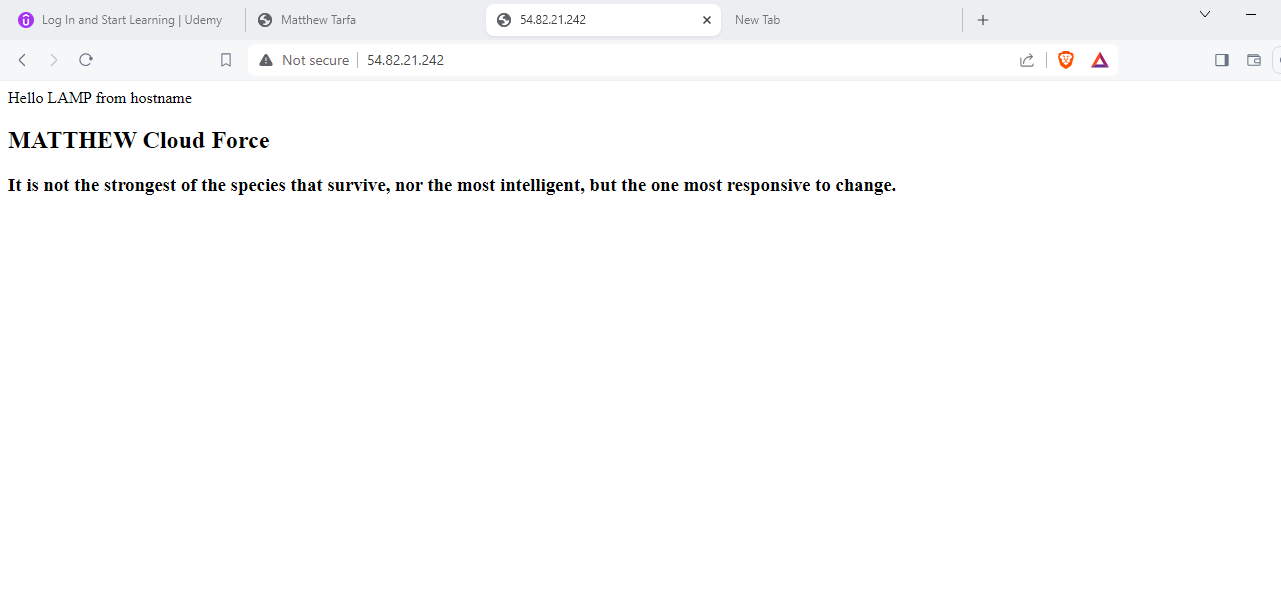 Log In and Start Learning | Udemy
Matthew Tarfa
54.82.21.242
New Tab
Not secure
54.82.21.242
Hello LAMP from hostname
MATTHEW Cloud Force
It is not the strongest of the species that survive, nor the most intelligent, but the one most responsive to change.